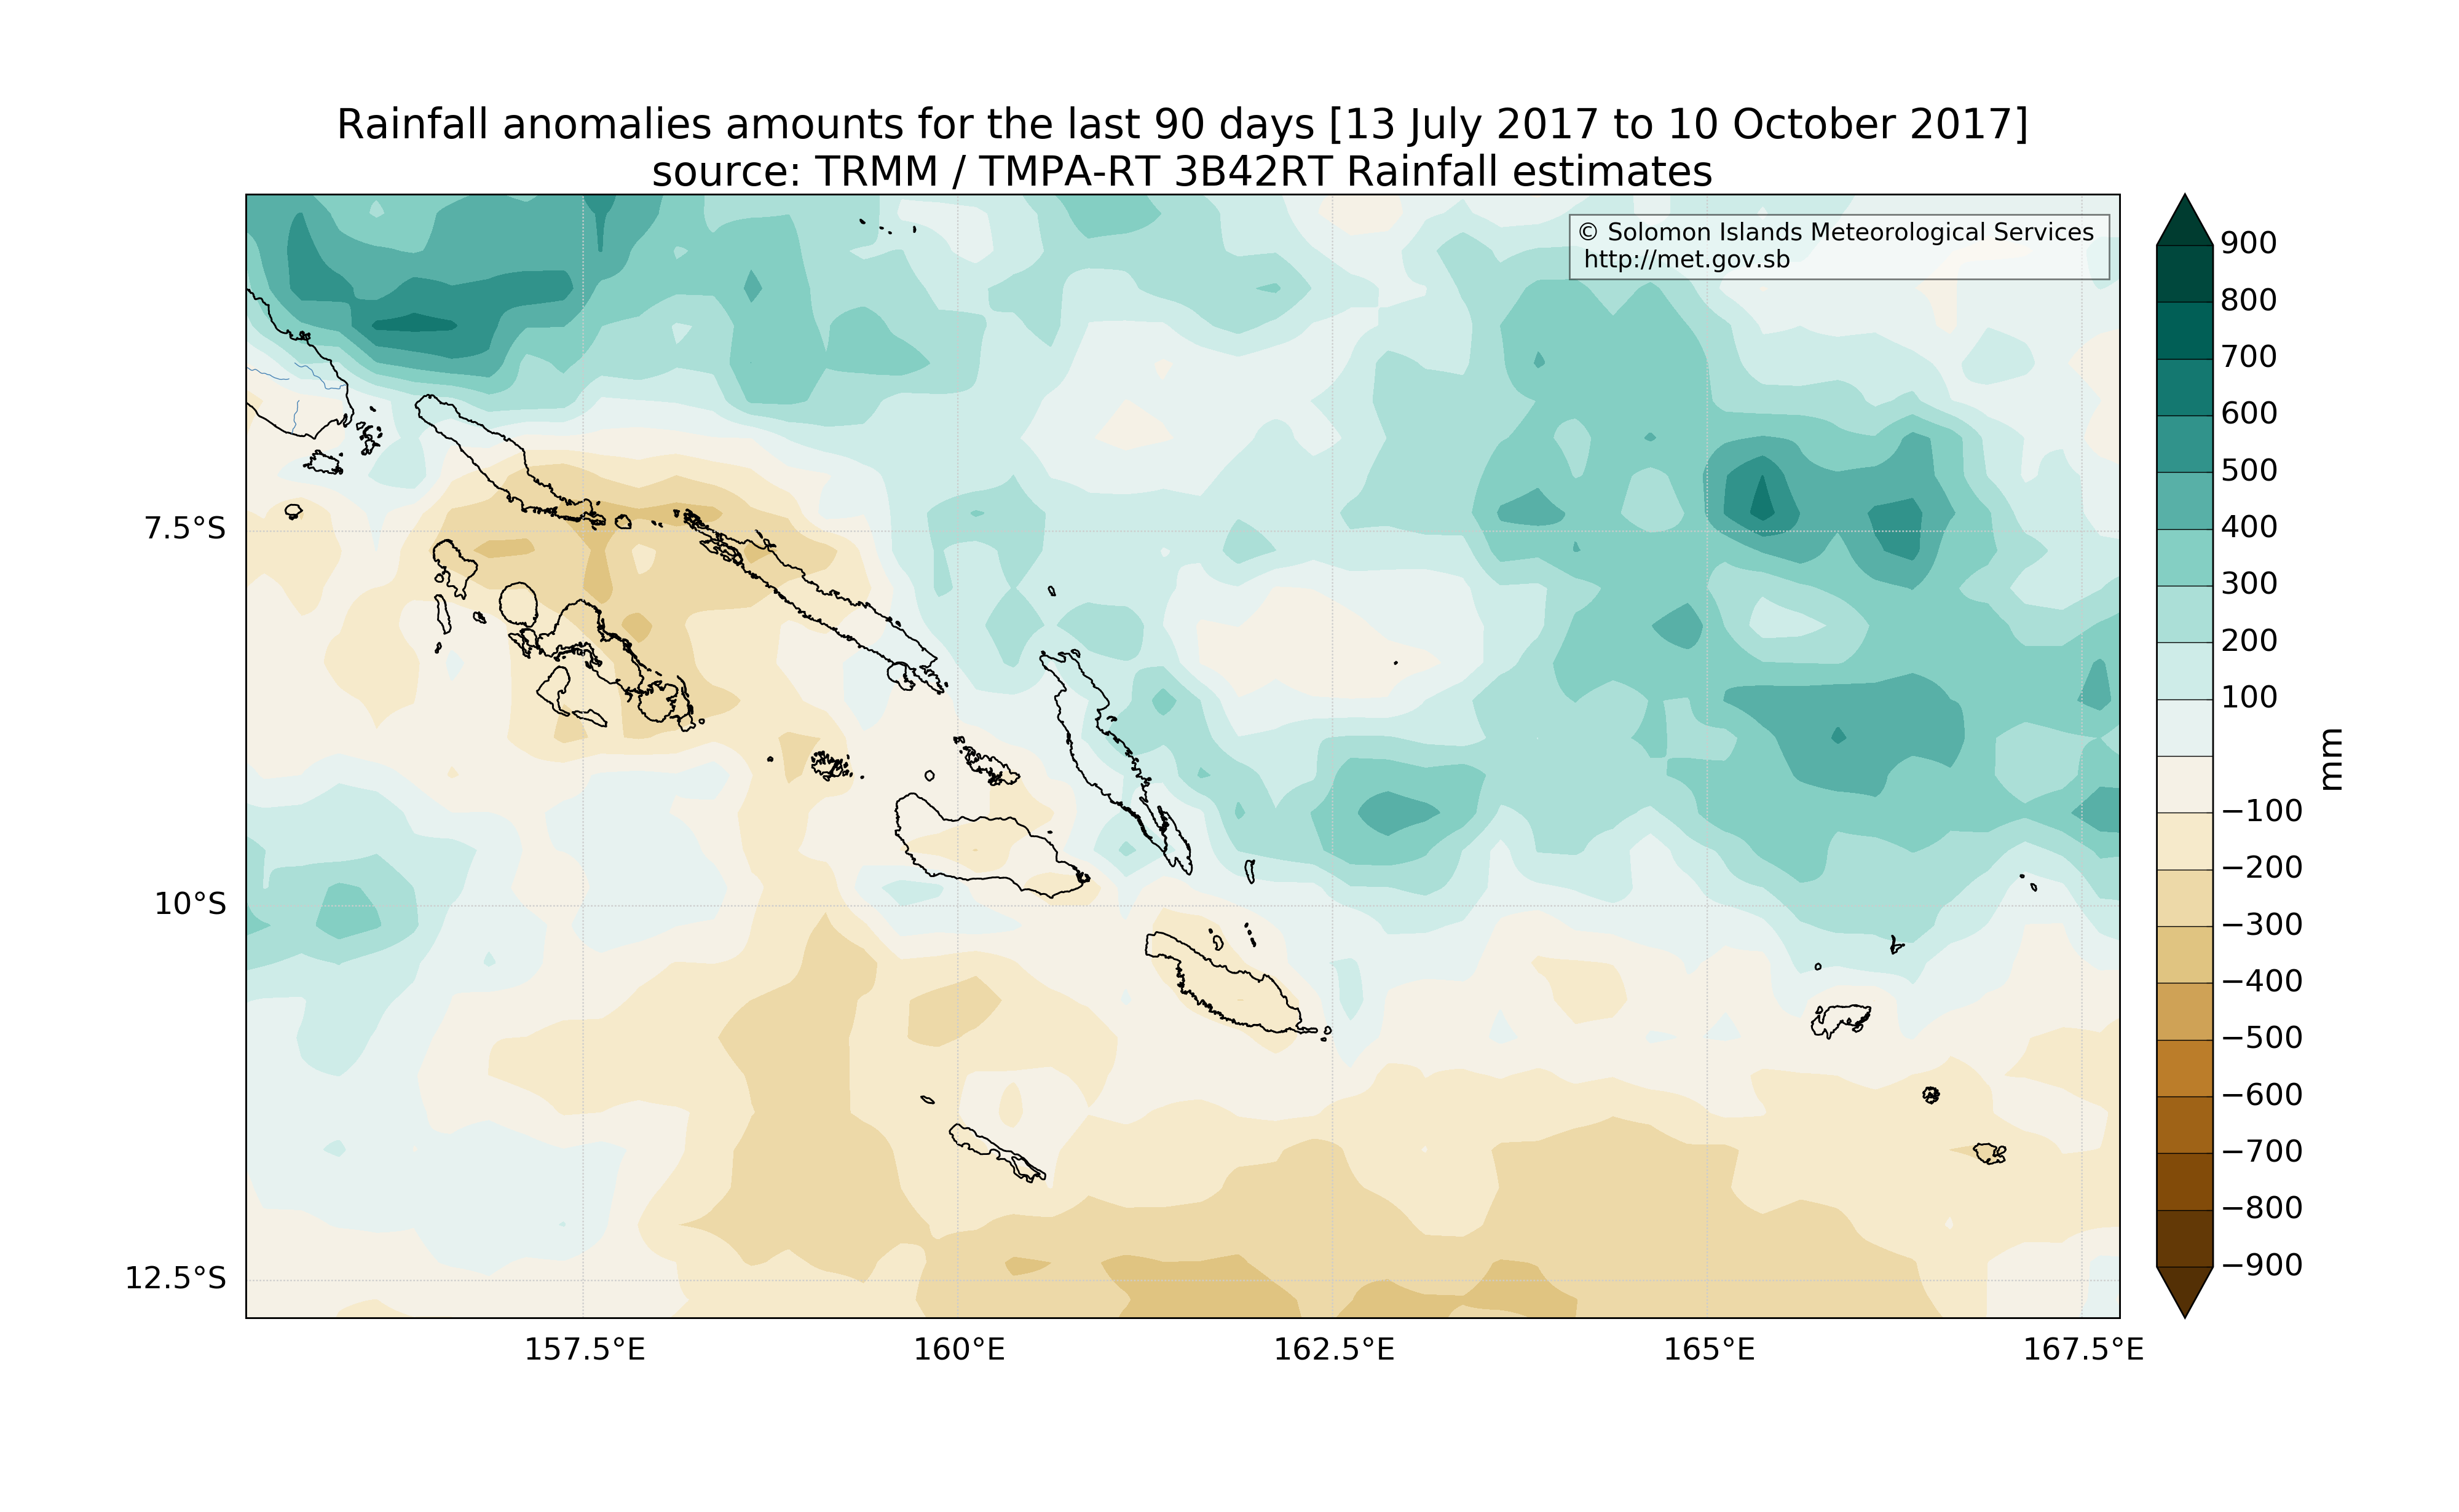 Rainfall anomalies amounts for the last 90 days [13 July 2017 to 10 October 2017]
source: TRMM / TMPA-RT 3B42RT Rainfall estimates
© Solomon Islands Meteorological Services
http://met.gov.sb
7.5°S
10°S
12.5°S
157.5°E
160°E
162.5°E
165°E
167.5°E
900
800
700
600
500
400
300
200
100
−100
−200
−300
−400
−500
−600
−700
−800
−900
mm